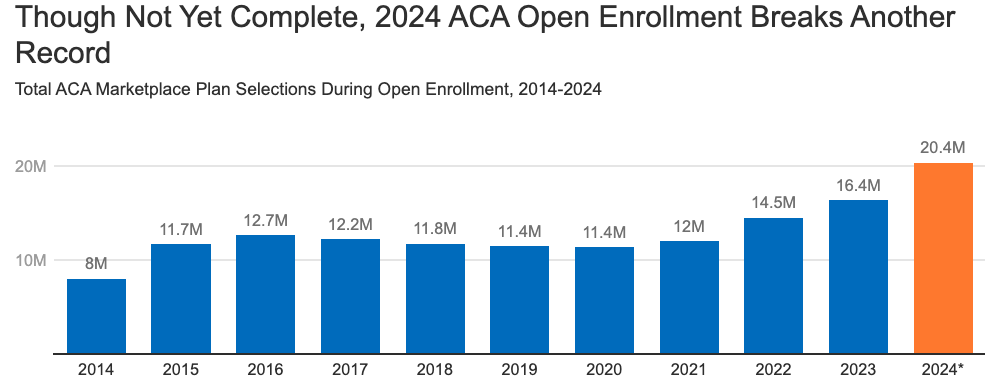 Though Not Yet Complete, 2024 ACA Open Enrollment Breaks Another
Record
Total ACA Marketplace Plan Selections During Open Enrollment, 2014-2024
20.4M
20M
16.4M
14.5M
12.7M
12.2M
11.7M
11.8M
11.4M
11.4M
12M
10M
8M
2014
2015
2016
2017
2018
2019
2020
2021
2022
2023
2024*